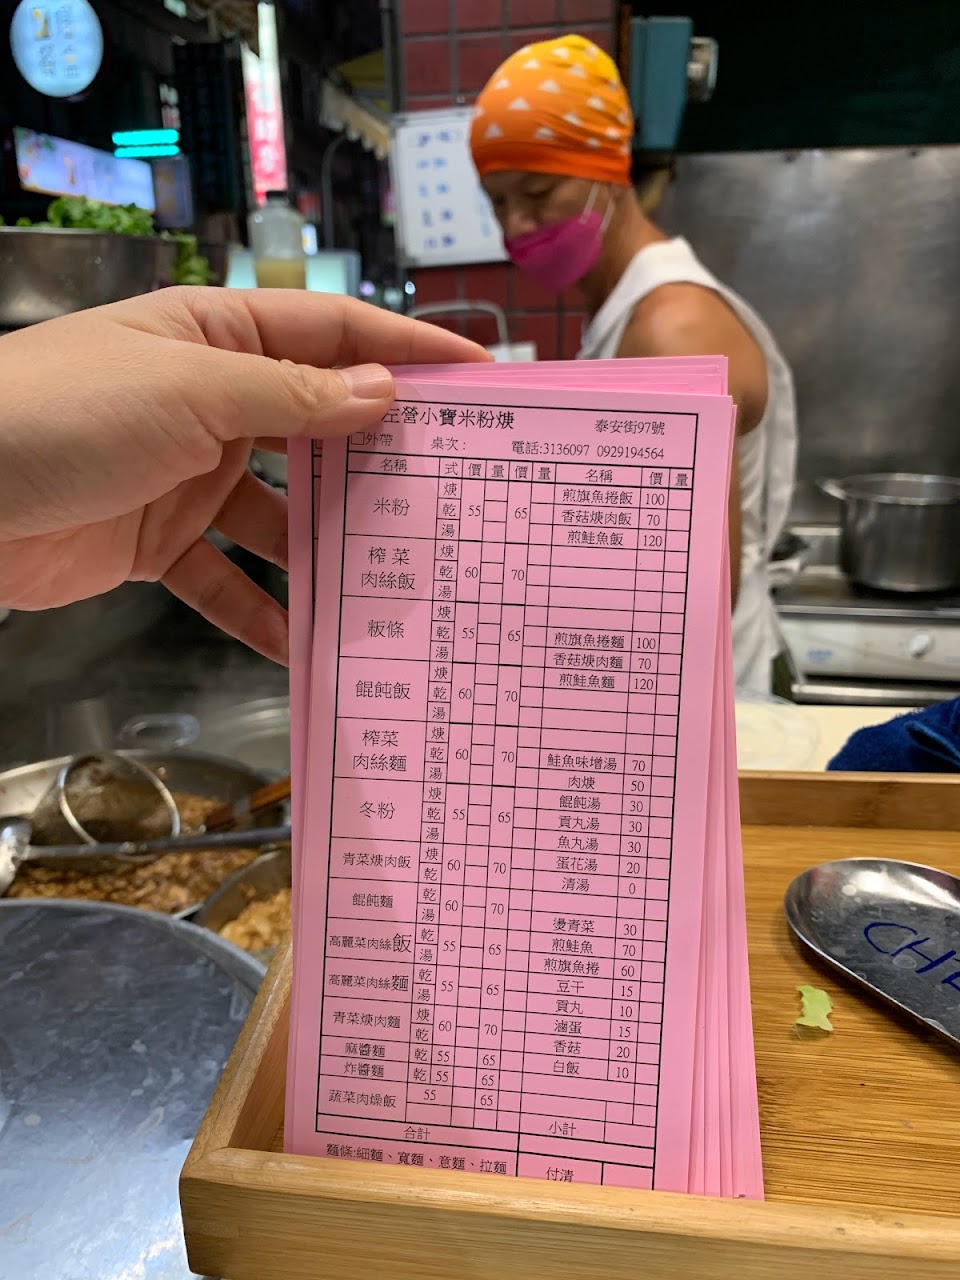 左營小寶米粉焿 泰安街97號
□外帶 桌次: 電話:3136097 0929194564
名稱 式 價 量 價 量 名稱 價 量
米粉 焿 乾 湯 55 65
榨菜肉絲飯 焿 乾 湯 60 70
粄條 焿 乾 湯 55 65
餛飩飯 焿 乾 湯 60 70
榨菜肉絲麵 焿 乾 湯 60 70
冬粉 焿 乾 湯 55 65
青菜焿肉飯 焿 乾 60 70
餛飩麵 乾 湯 60 70
高麗菜肉絲飯 乾 湯 55 65
高麗菜肉絲麵 乾 湯 55 65
青菜焿肉麵 焿 乾 60 70
麻醬麵 乾 55 65
炸醬麵 乾 55 65
蔬菜肉燥飯 55 65
合計
麵條:細麵、寬麵、意麵、拉麵
煎旗魚捲飯 100
香菇焿肉飯 70
煎鮭魚飯 120
煎旗魚捲麵 100
香菇焿肉麵 70
煎鮭魚麵 120
鮭魚味增湯 70
肉焿 50
餛飩湯 30
貢丸湯 30
魚丸湯 30
蛋花湯 20
清湯 0
燙青菜 30
煎鮭魚 70
煎旗魚捲 60
豆干 15
貢丸 10
滷蛋 15
香菇 20
白飯 10
小計
付清